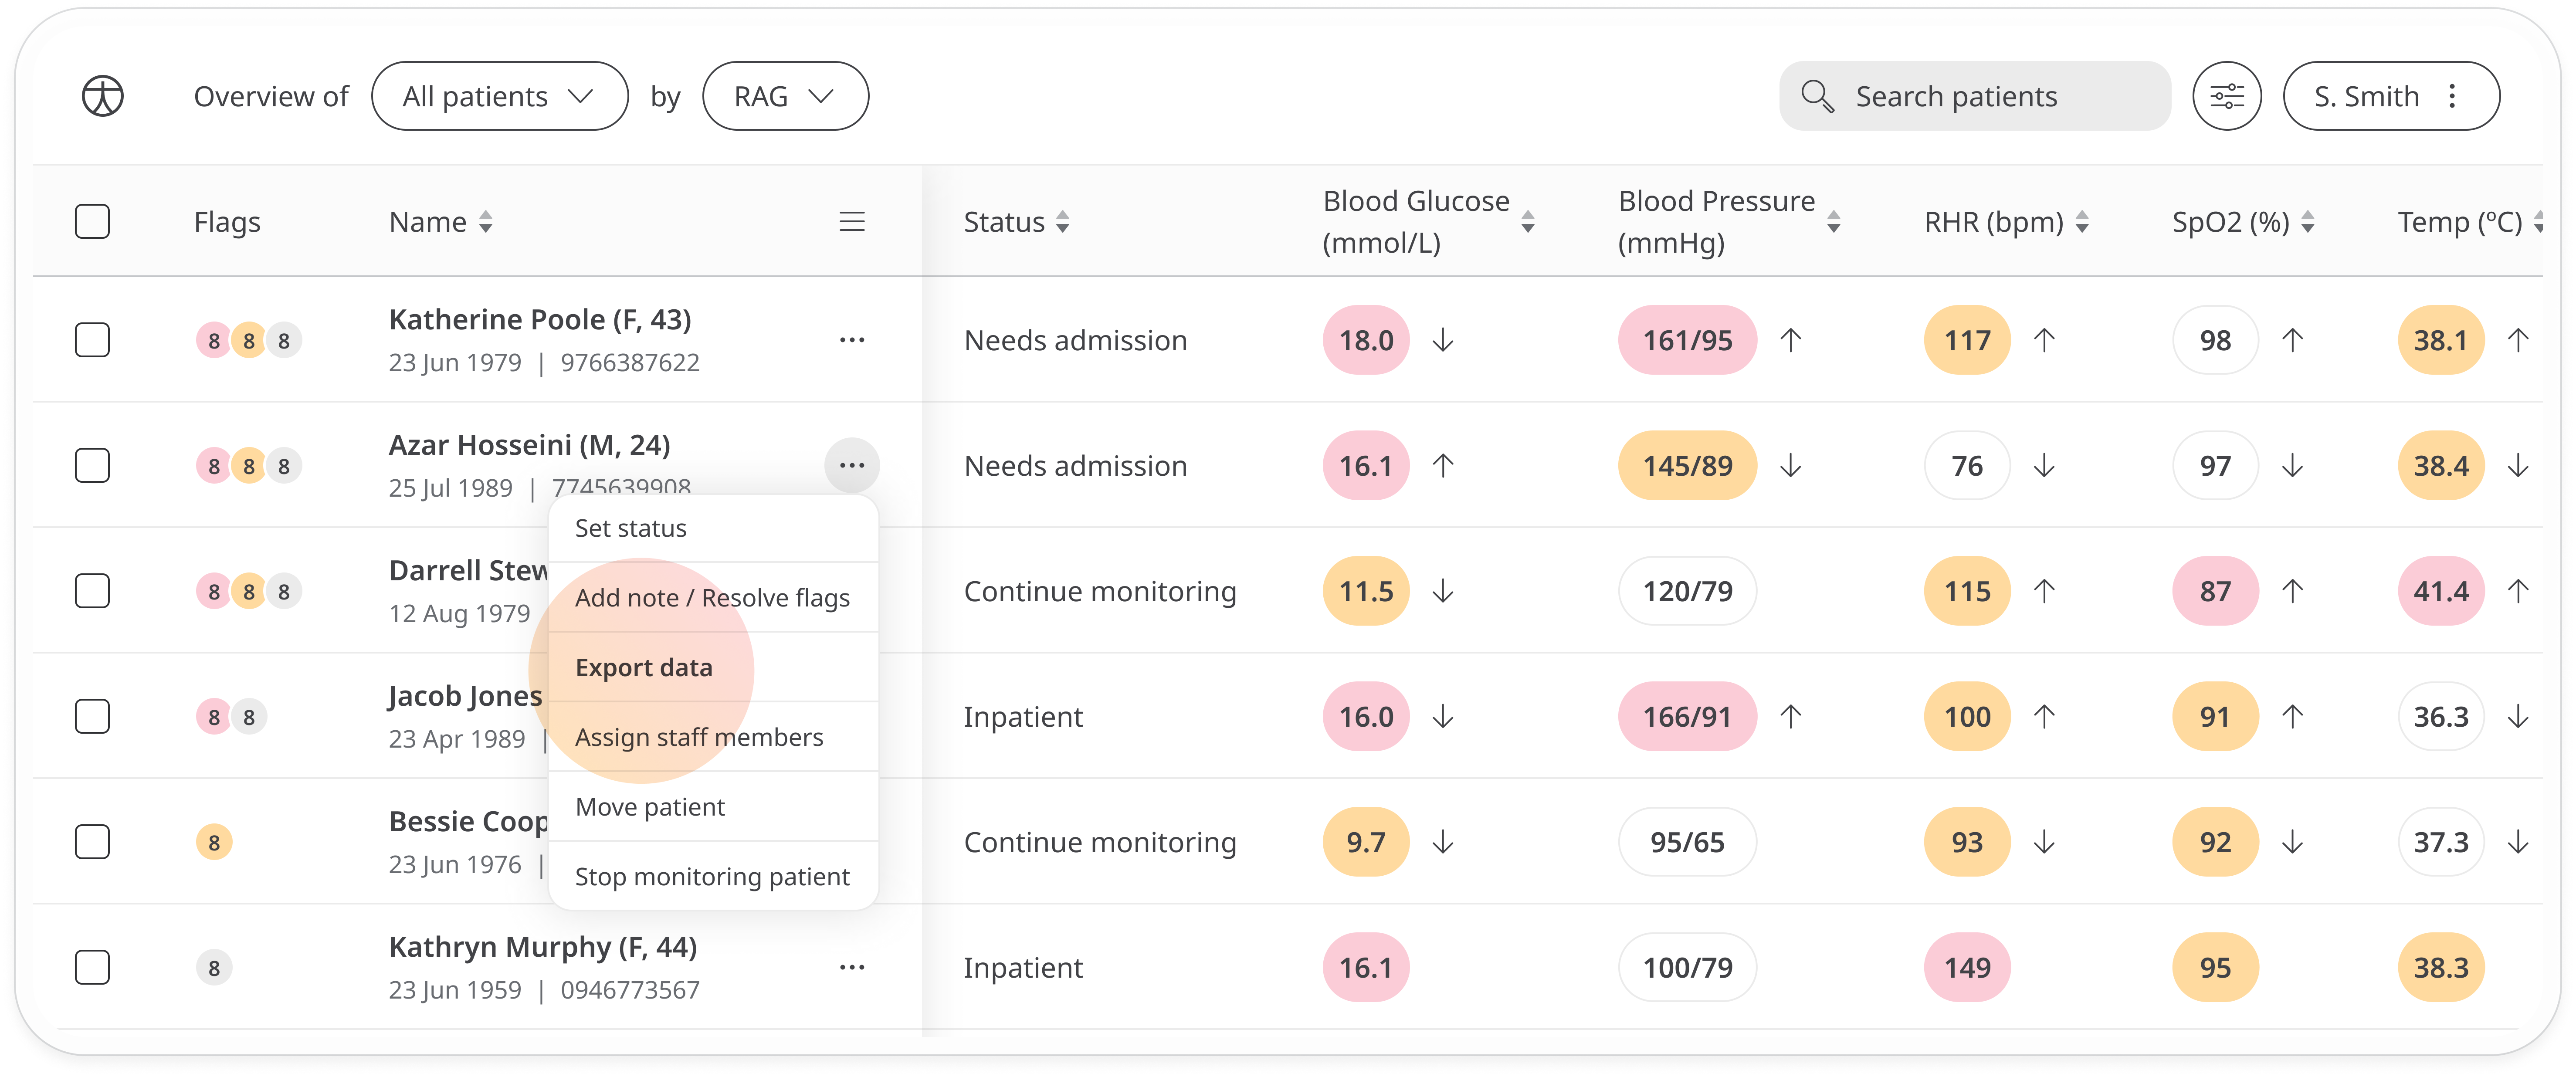 Overview of All patients by RAG Search patients S. Smith
Flags Name Status Blood Glucose (mmol/L) Blood Pressure (mmHg) RHR (bpm) SpO2 (%) Temp (ºC)
8 8 8 Katherine Poole (F, 43) Needs admission 18.0 161/95 117 98 38.1
23 Jun 1979 | 9766387622
8 8 8 Azar Hosseini (M, 24) Needs admission 16.1 145/89 76 97 38.4
25 Jul 1989 | 7745639908
Set status
8 8 8 Darrell Stew Continue monitoring 11.5 120/79 115 87 41.4
12 Aug 1979
Add note / Resolve flags
Export data
8 8 Jacob Jones Inpatient 16.0 166/91 100 91 36.3
23 Apr 1989 |
Assign staff members
Move patient
8 Bessie Coop Continue monitoring 9.7 95/65 93 92 37.3
23 Jun 1976 |
Stop monitoring patient
8 Kathryn Murphy (F, 44) Inpatient 16.1 100/79 149 95 38.3
23 Jun 1959 | 0946773567